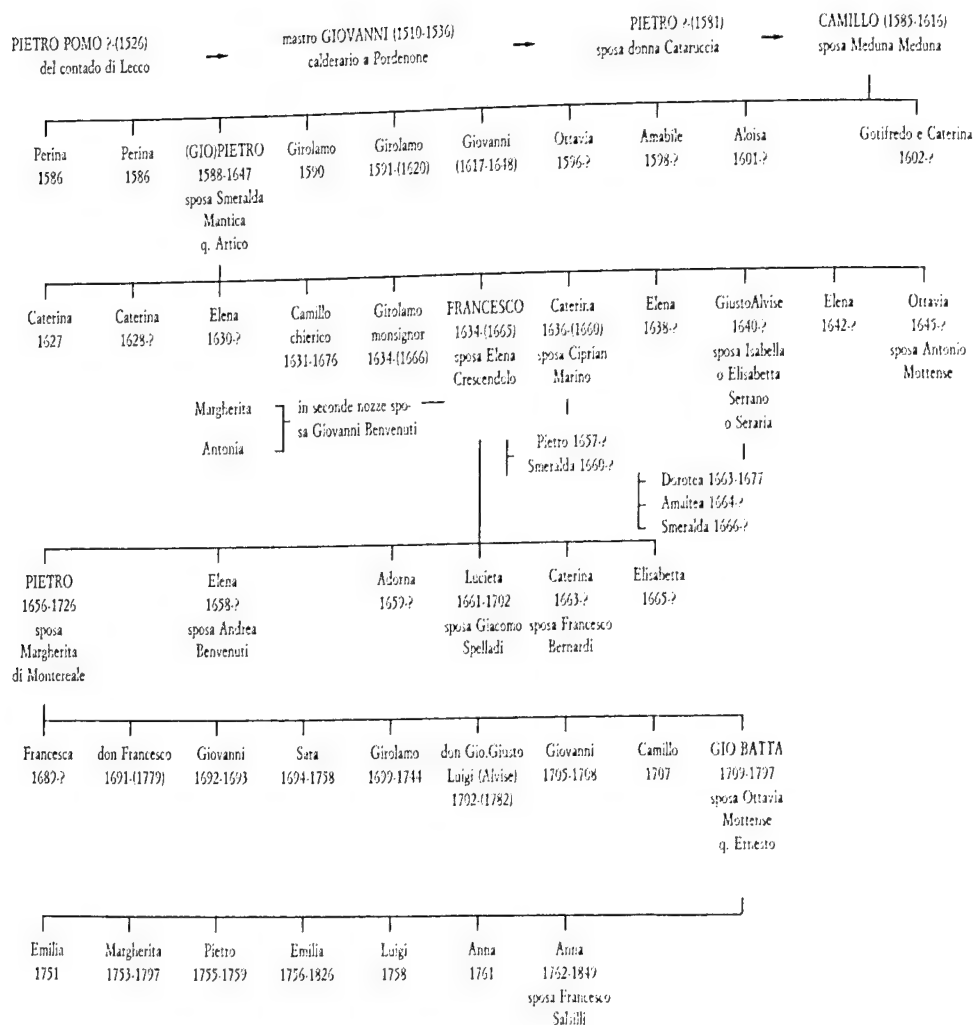 PIETRO POMO ?-(1526)
del contado di Lecco
mastro GIOVANNI (1510-1536)
calderario a Pordenone
PIETRO ?-(1581)
sposa donna Cataruccia
CAMILLO (1585-1616)
sposa Meduna Meduna
Perina
1586
Perina
1586
(GIO)PIETRO
1588-1647
sposa Smeralda
Mantica
q. Artico
Girolamo
1590
Girolamo
1591-(1620)
Giovanni
(1617-1648)
Ottavia
1596-?
Amabile
1598-?
Aloisa
1601-?
Gotifredo e Caterina
1602-?
Caterina
1627
Caterina
1628-?
Elena
1630-?
Camillo
chierico
1631-1676
Girolamo
monsignor
1634-(1666)
FRANCESCO
1634-(1665)
sposa Elena
Crescendolo
Caterina
1636-(1660)
sposa Ciprian
Marino
Elena
1638-?
GiustoAlvise
1640-?
sposa Isabella
o Elisabetta
Serrano
o Seraria
Elena
1642-?
Ottavia
1645-?
sposa Antonio
Mottense
Margherita
Antonia
in seconde nozze spo-
sa Giovanni Benvenuti
Pietro 1657-?
Smeralda 1660-?
Dorotea 1663-1677
Amaltea 1664-?
Smeralda 1666-?
PIETRO
1656-1726
sposa
Margherita
di Montereale
Elena
1658-?
sposa Andrea
Benvenuti
Adorna
1659-?
Lucieta
1661-1702
sposa Giacomo
Spelladi
Caterina
1663-?
sposa Francesco
Bernardi
Elisabetta
1665-?
Francesca
1689-?
don Francesco
1691-(1779)
Giovanni
1692-1693
Sara
1694-1758
Girolamo
1699-1744
don Gio.Giusto
Luigi (Alvise)
1702-(1782)
Giovanni
1705-1708
Camillo
1707
GIO BATTA
1709-1797
sposa Ottavia
Mottense
q. Ernesto
Emilia
1751
Margherita
1753-1797
Pietro
1755-1759
Emilia
1756-1826
Luigi
1758
Anna
1761
Anna
1762-1849
sposa Francesco